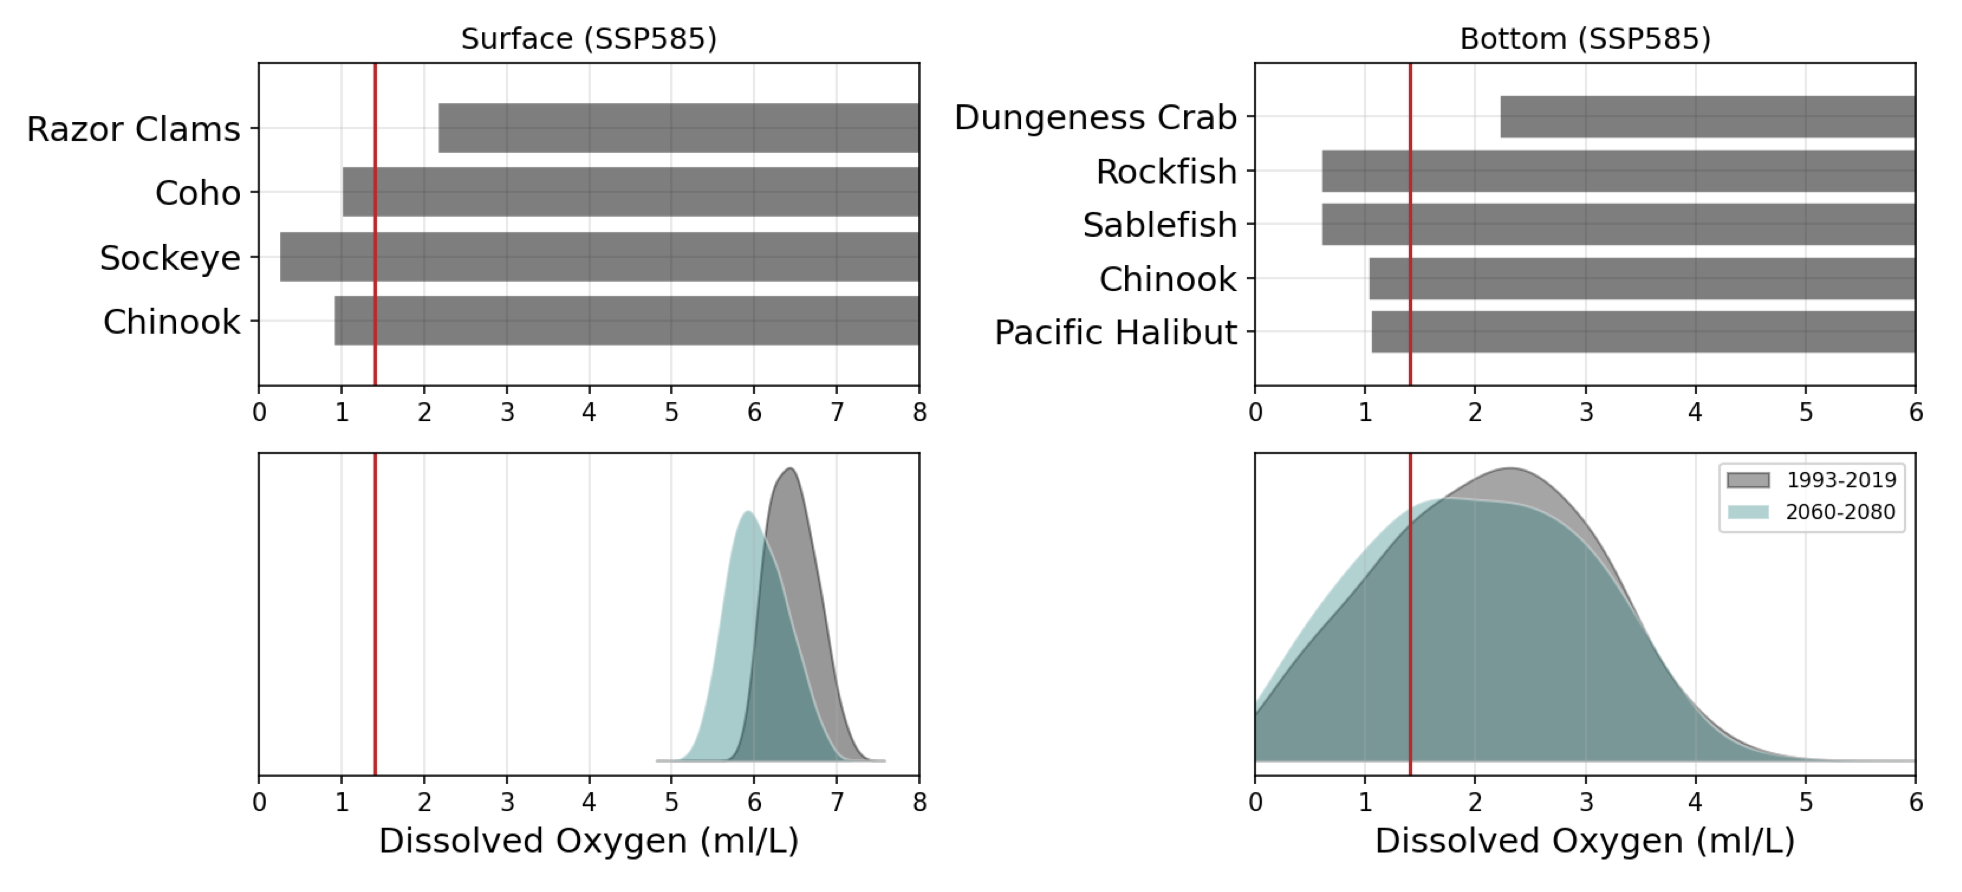 Surface (SSP585)
Razor Clams
Coho
Sockeye
Chinook
0 1 2 3 4 5 6 7 8
Bottom (SSP585)
Dungeness Crab
Rockfish
Sablefish
Chinook
Pacific Halibut
0 1 2 3 4 5 6
0 1 2 3 4 5 6 7 8
Dissolved Oxygen (ml/L)
1993-2019
2060-2080
0 1 2 3 4 5 6
Dissolved Oxygen (ml/L)